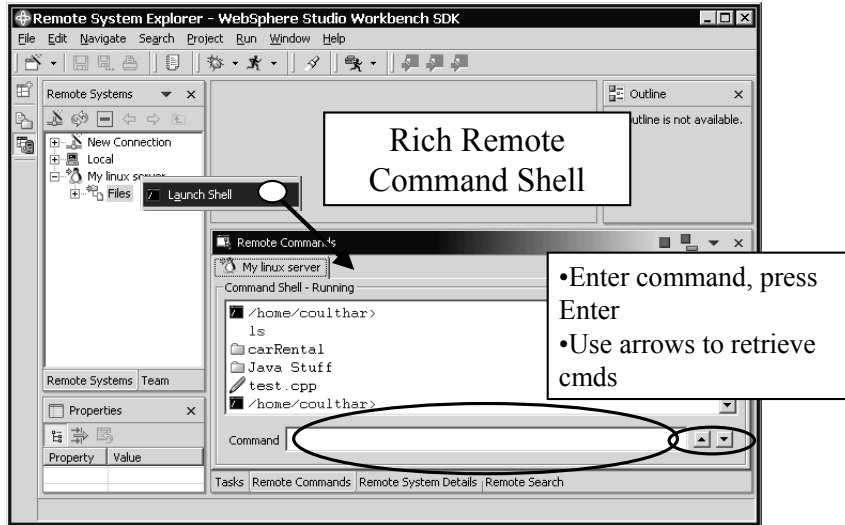 Remote System Explorer - WebSphere Studio Workbench SDK
File Edit Navigate Search Project Run Window Help
Remote Systems
New Connection
Local
My linux server
Files
Launch Shell
Remote Systems Team
Properties
Property Value
Outline
outline is not available.
Rich Remote
Command Shell
Remote Commands
My linux server
Command Shell - Running
/home/coulthar>
ls
carRental
Java Stuff
test.cpp
/home/coulthar>
Command
•Enter command, press
Enter
•Use arrows to retrieve
cmds
Tasks Remote Commands Remote System Details Remote Search